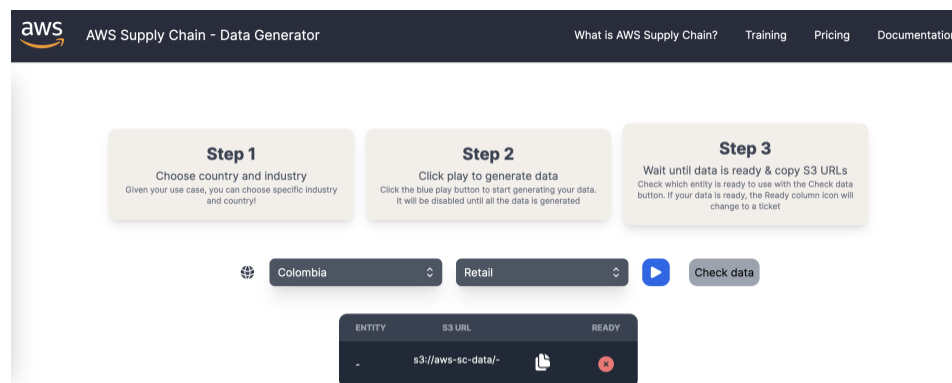 aws
AWS Supply Chain - Data Generator
What is AWS Supply Chain?
Training
Pricing
Documentation
Step 1
Choose country and industry
Given your use case, you can choose specific industry
and country!
Step 2
Click play to generate data
Click the blue play button to start generating your data.
It will be disabled until all the data is generated
Step 3
Wait until data is ready & copy S3 URLs
Check which entity is ready to use with the Check data
button. If your data is ready, the Ready column icon will
change to a ticket
Colombia
Retail
Check data
ENTITY S3 URL READY
- s3://aws-sc-data/-